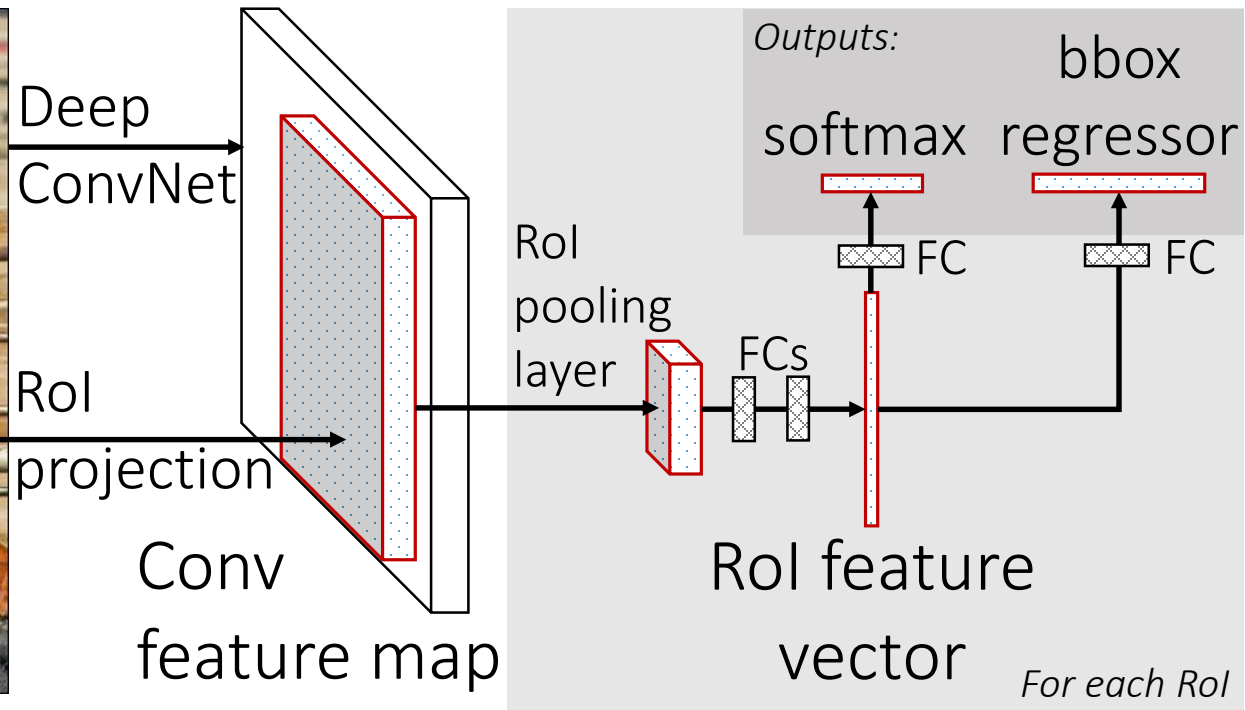 Deep
ConvNet
RoI
projection
Conv
feature map
RoI
pooling
layer
FCs
RoI feature
vector
Outputs:
softmax
bbox
regressor
FC
FC
For each RoI